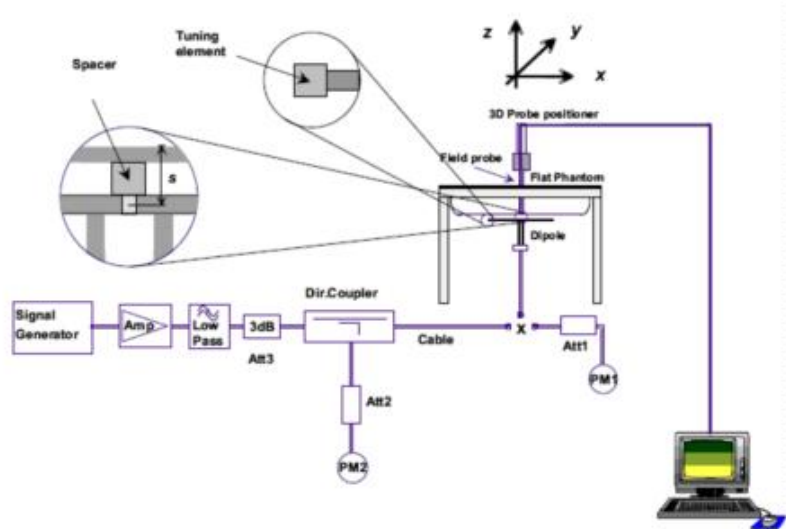 Tuning
element
Spacer
s
z
y
x
3D Probe positioner
Field probe
Flat Phantom
Dipole
Dir.Coupler
Signal
Generator
Amp
Low
Pass
3dB
Att3
Cable
x
Att1
PM1
Att2
PM2